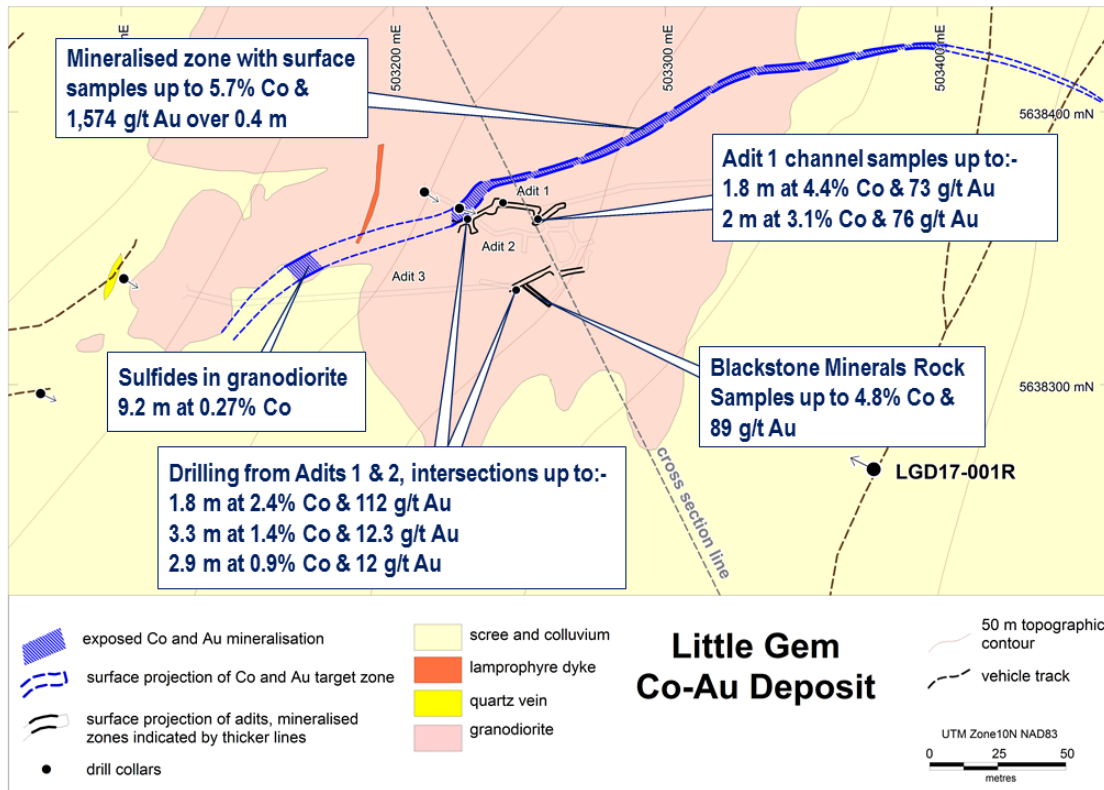 503200 mE
503300 mE
503400 mE
mE
Mineralised zone with surface
samples up to 5.7% Co &
1,574 g/t Au over 0.4 m
5638400 mN
Adit 1 channel samples up to:-
1.8 m at 4.4% Co & 73 g/t Au
2 m at 3.1% Co & 76 g/t Au
Adit 1
Adit 2
Adit 3
Sulfides in granodiorite
9.2 m at 0.27% Co
Blackstone Minerals Rock
Samples up to 4.8% Co &
89 g/t Au
5638300 mN
Drilling from Adits 1 & 2, intersections up to:-
1.8 m at 2.4% Co & 112 g/t Au
3.3 m at 1.4% Co & 12.3 g/t Au
2.9 m at 0.9% Co & 12 g/t Au
cross section line
LGD17-001R
exposed Co and Au mineralisation
surface projection of Co and Au target zone
surface projection of adits, mineralised
zones indicated by thicker lines
drill collars
scree and colluvium
lamprophyre dyke
quartz vein
granodiorite
Little Gem
Co-Au Deposit
50 m topographic
contour
vehicle track
UTM Zone10N NAD83
0 25 50
metres